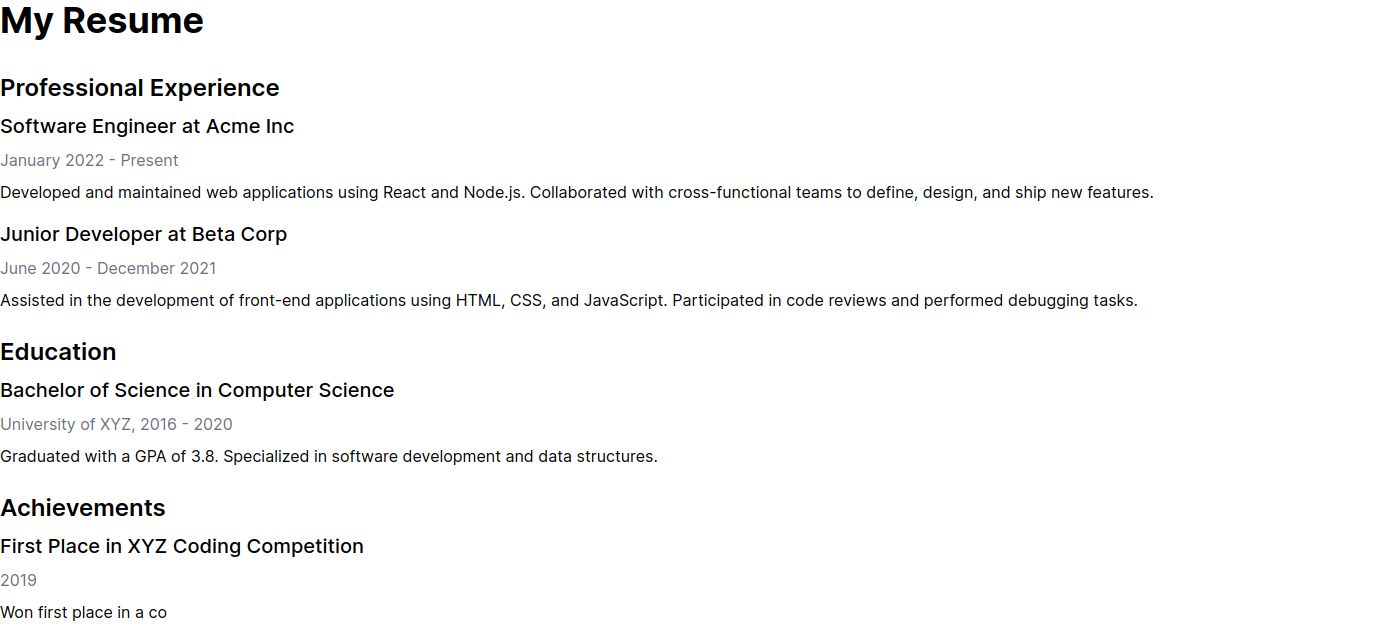 My Resume
Professional Experience
Software Engineer at Acme Inc
January 2022 - Present
Developed and maintained web applications using React and Node.js. Collaborated with cross-functional teams to define, design, and ship new features.
Junior Developer at Beta Corp
June 2020 - December 2021
Assisted in the development of front-end applications using HTML, CSS, and JavaScript. Participated in code reviews and performed debugging tasks.
Education
Bachelor of Science in Computer Science
University of XYZ, 2016 - 2020
Graduated with a GPA of 3.8. Specialized in software development and data structures.
Achievements
First Place in XYZ Coding Competition
2019
Won first place in a co